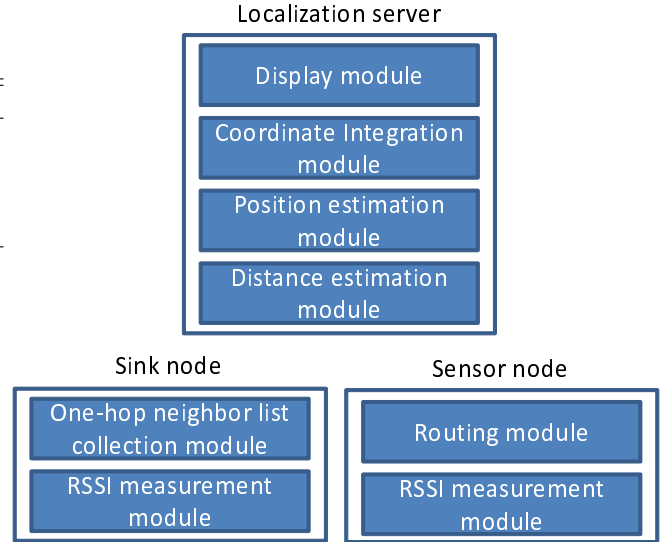 Localization server
Display module
Coordinate Integration
module
Position estimation
module
Distance estimation
module
Sink node
One-hop neighbor list
collection module
RSSI measurement
module
Sensor node
Routing module
RSSI measurement
module